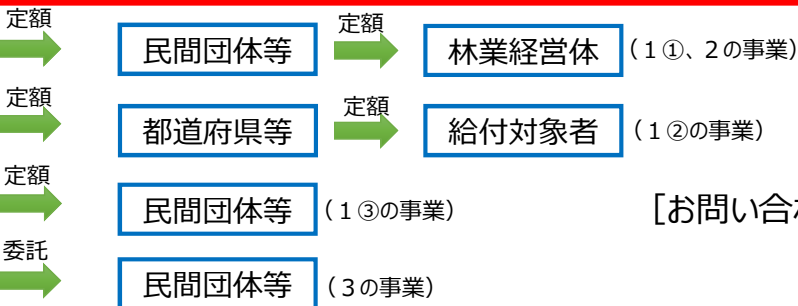 定額
民間団体等
定額
林業経営体
（１①、２の事業）
定額
都道府県等
定額
給付対象者
（１②の事業）
定額
民間団体等
（１③の事業）
［お問い合わ
委託
民間団体等
（３の事業）